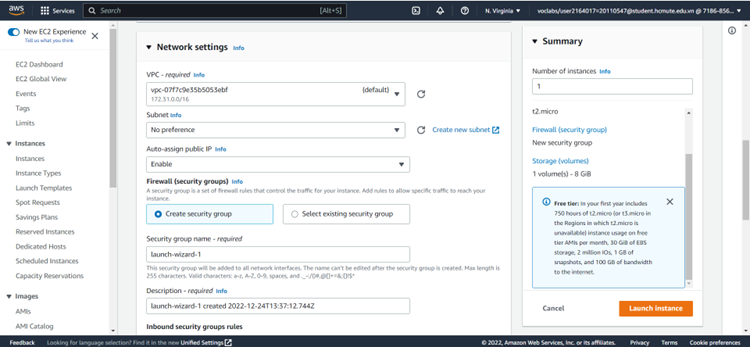 aws
Services
Search
[Alt+S]
N. Virginia
voclabs/user2164017=20110547@student.hcmute.edu.vn @ 7186-856...
New EC2 Experience
Tell us what you think
EC2 Dashboard
EC2 Global View
Events
Tags
Limits
Instances
Instances
Instance Types
Launch Templates
Spot Requests
Savings Plans
Reserved Instances
Dedicated Hosts
Scheduled Instances
Capacity Reservations
Images
AMIs
AMI Catalog
Network settings Info
VPC - required Info
vpc-07f7c9e35b5053ebf (default)
172.31.0.0/16
Subnet Info
No preference
Create new subnet
Auto-assign public IP Info
Enable
Firewall (security groups) Info
A security group is a set of firewall rules that control the traffic for your instance. Add rules to allow specific traffic to reach your
instance.
Create security group
Select existing security group
Security group name - required
launch-wizard-1
This security group will be added to all network interfaces. The name can't be edited after the security group is created. Max length is
255 characters. Valid characters: a-z, A-Z, 0-9, spaces, and
Description - required Info
launch-wizard-1 created 2022-12-24T13:37:12.744Z
Inbound security groups rules
Summary
Number of instances Info
1
t2.micro
Firewall (security group)
New security group
Storage (volumes)
1 volume(s) - 8 GiB
Free tier: In your first year includes
750 hours of t2.micro (or t3.micro in
the Regions in which t2.micro is
unavailable) instance usage on free
tier AMIs per month, 30 GiB of EBS
storage, 2 million IOs, 1 GB of
snapshots, and 100 GB of bandwidth
to the internet.
Cancel
Launch instance
Feedback
Looking for language selection? Find it in the new Unified Settings
© 2022, Amazon Web Services, Inc. or its affiliates.
Privacy
Terms
Cookie preferences